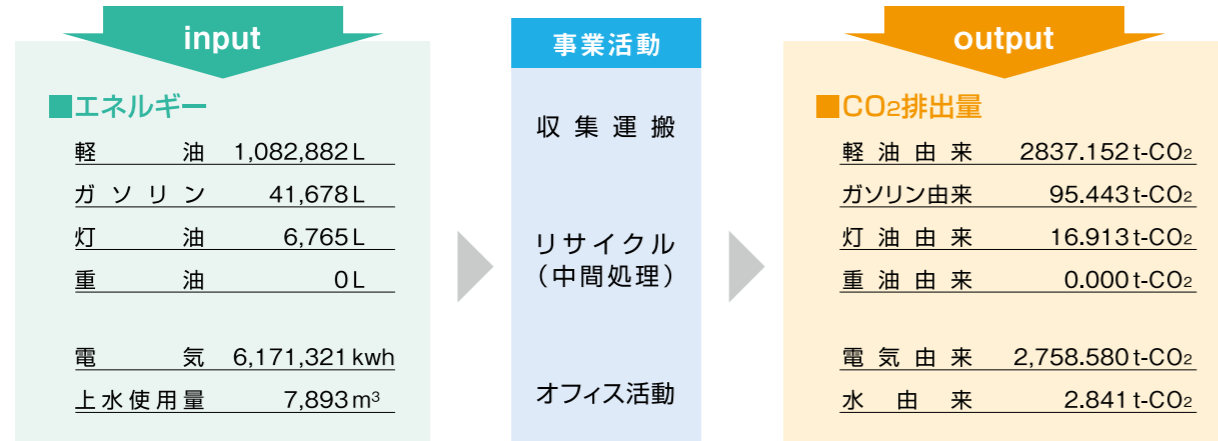 input
■エネルギー
軽油 1,082,882L
ガソリン 41,678L
灯油 6,765L
重油 0L
電気 6,171,321kwh
上水使用量 7,893m³
事業活動
収集運搬
リサイクル
（中間処理）
オフィス活動
output
■CO₂排出量
軽油由来 2837.152t-CO₂
ガソリン由来 95.443t-CO₂
灯油由来 16.913t-CO₂
重油由来 0.000t-CO₂
電気由来 2,758.580t-CO₂
水由来 2.841t-CO₂